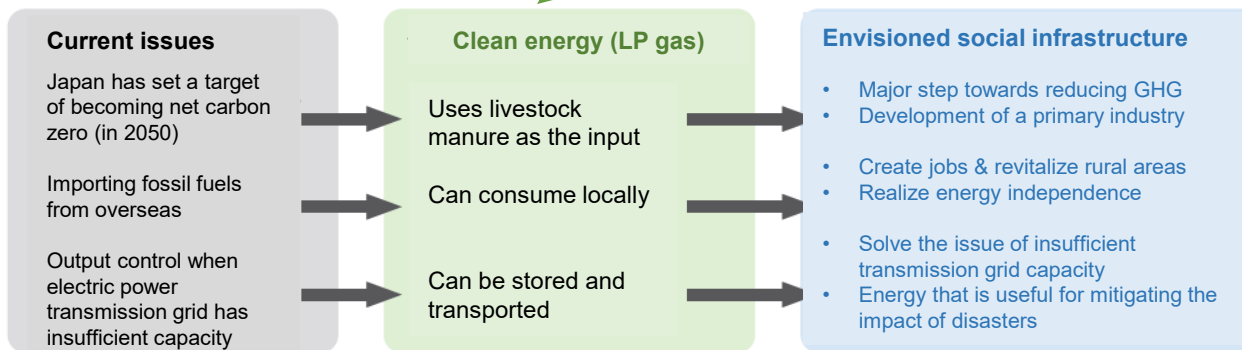 Current issues
Japan has set a target
of becoming net carbon
zero (in 2050)
Importing fossil fuels
from overseas
Output control when
electric power
transmission grid has
insufficient capacity
Clean energy (LP gas)
Uses livestock
manure as the input
Can consume locally
Can be stored and
transported
Envisioned social infrastructure
• Major step towards reducing GHG
• Development of a primary industry
• Create jobs & revitalize rural areas
• Realize energy independence
• Solve the issue of insufficient
transmission grid capacity
• Energy that is useful for mitigating the
impact of disasters